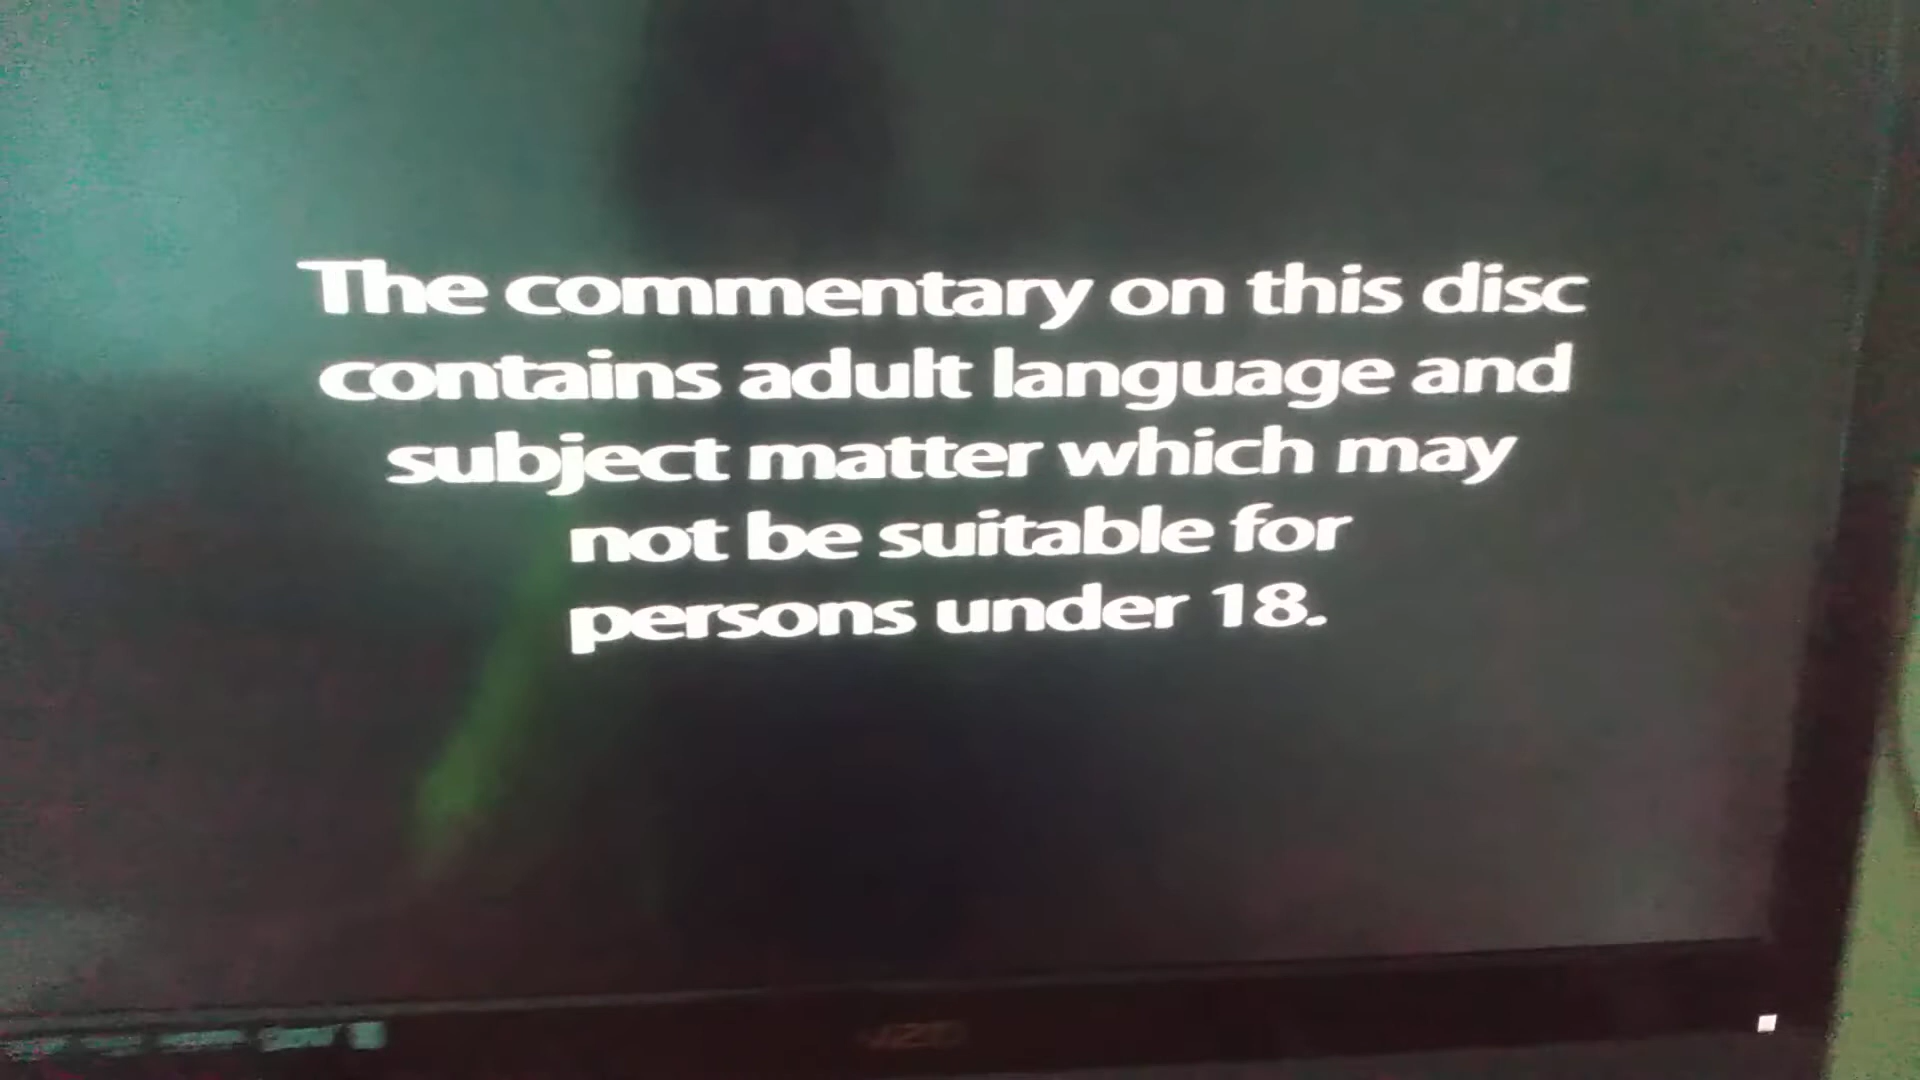 The commentary on this disc
contains adult language and
subject matter which may
not be suitable for
persons under 18.
VIZIO